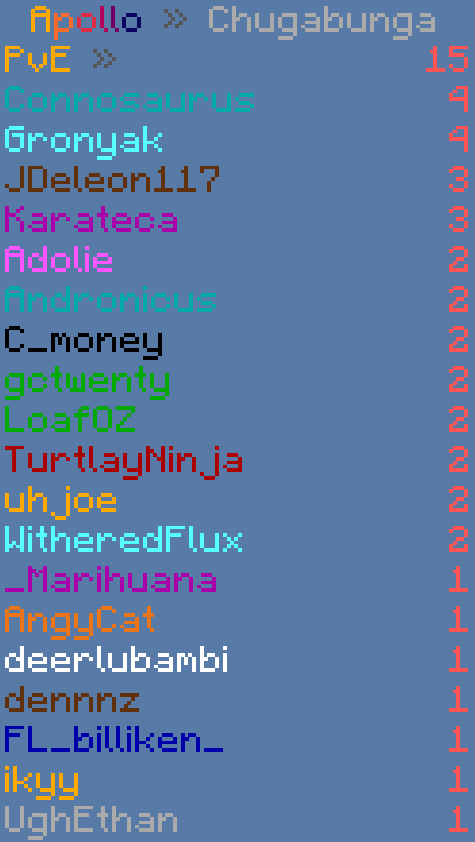 Apollo » Chugabunga
PvE » 15
Connosaurus 4
Gronyak 4
JDeleon117 3
Karateca 3
Adolie 2
Andronicus 2
C_money 2
gctwenty 2
LoafOZ 2
TurtlayNinja 2
uhjoe 2
WitheredFlux 2
_Marihuana 1
AngyCat 1
deerlubambi 1
dennnz 1
FL_billiken_ 1
ikyy 1
UghEthan 1